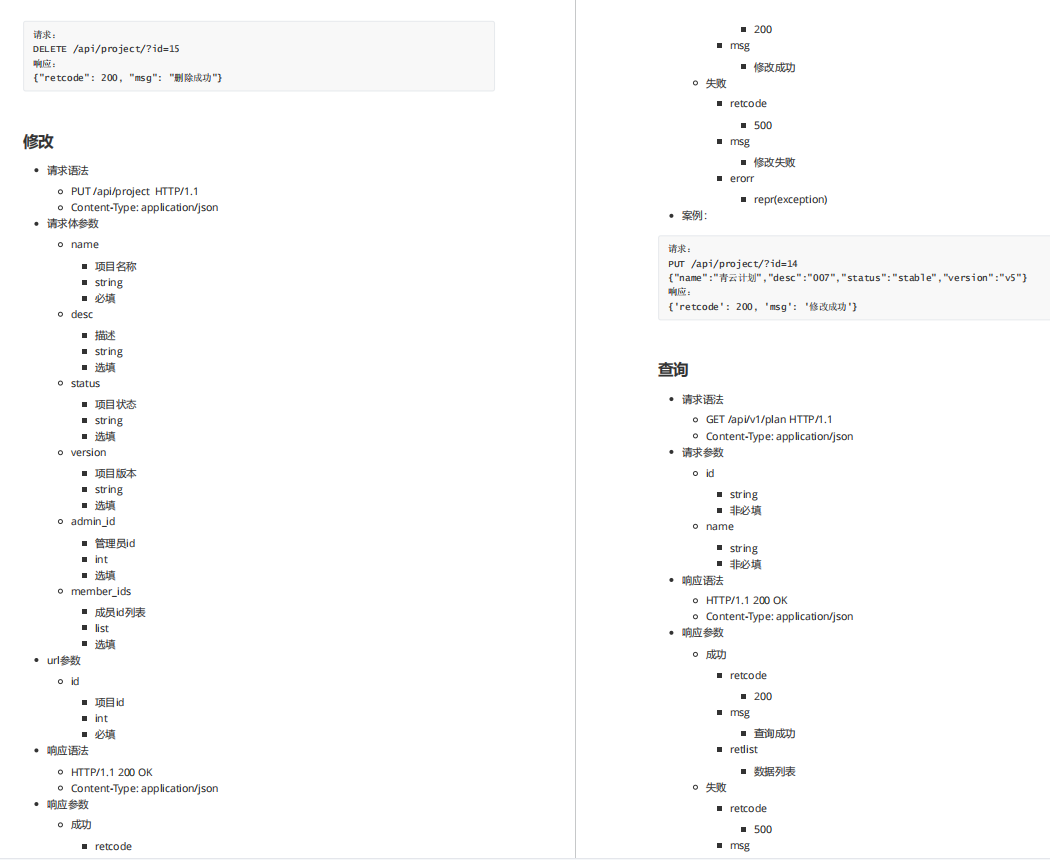 请求:
DELETE /api/project/?id=15
响应:
{"retcode": 200, "msg": "删除成功"}
修改
请求语法
PUT /api/project HTTP/1.1
Content-Type: application/json
请求体参数
name
项目名称
string
必填
desc
描述
string
选填
status
项目状态
string
选填
version
项目版本
string
选填
admin_id
管理员id
int
选填
member_ids
成员id列表
list
选填
url参数
id
项目id
int
必填
响应语法
HTTP/1.1 200 OK
Content-Type: application/json
响应参数
成功
retcode
200
msg
修改成功
失败
retcode
500
msg
修改失败
erorr
repr(exception)
案例:
请求:
PUT /api/project/?id=14
{"name":"青云计划","desc":"007","status":"stable","version":"v5"}
响应:
{'retcode': 200, 'msg': '修改成功'}
查询
请求语法
GET /api/v1/plan HTTP/1.1
Content-Type: application/json
请求参数
id
string
非必填
name
string
非必填
响应语法
HTTP/1.1 200 OK
Content-Type: application/json
响应参数
成功
retcode
200
msg
查询成功
retlist
数据列表
失败
retcode
500
msg